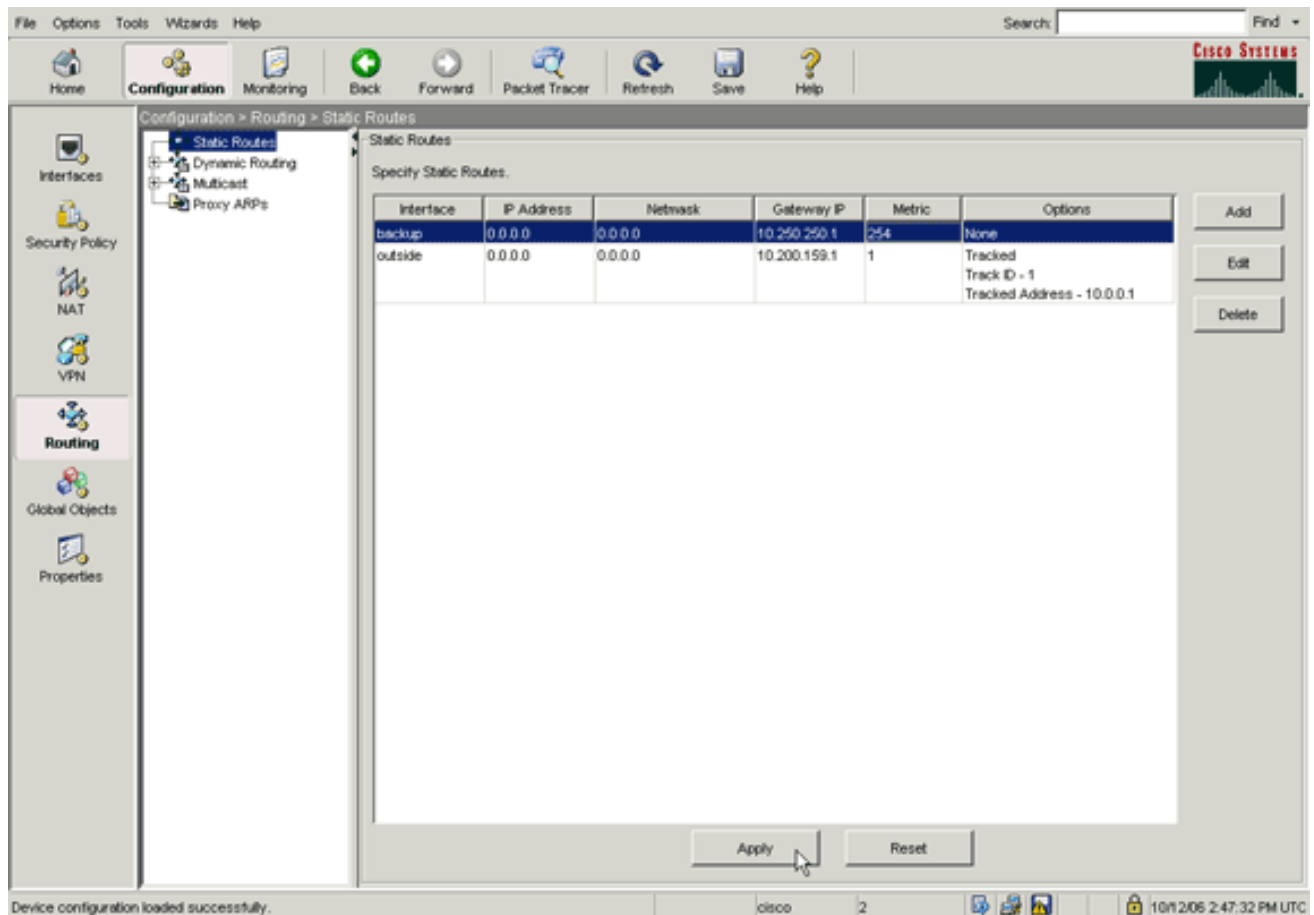 File Options Tools Wizards Help Search: Find
Home Configuration Monitoring Back Forward Packet Tracer Refresh Save Help
CISCO SYSTEMS
Configuration > Routing > Static Routes
Interfaces
Security Policy
NAT
VPN
Routing
Global Objects
Properties
Static Routes
Dynamic Routing
Multicast
Proxy ARPs
Static Routes
Specify Static Routes.
Interface IP Address Netmask Gateway IP Metric Options
backup 0.0.0.0 0.0.0.0 10.250.250.1 254 None
outside 0.0.0.0 0.0.0.0 10.200.159.1 1 Tracked
Track ID - 1
Tracked Address - 10.0.0.1
Add
Edit
Delete
Apply Reset
Device configuration loaded successfully. cisco 2 10/12/06 2:47:32 PM UTC